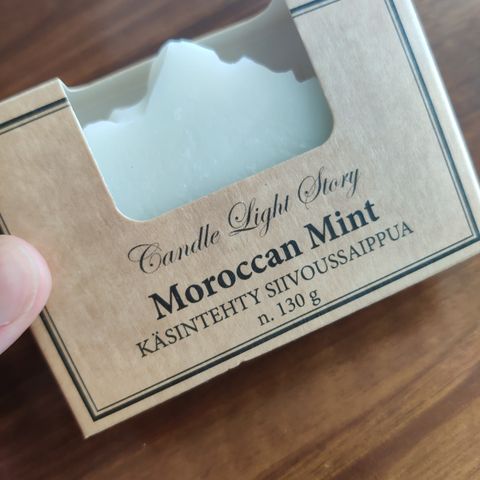 Candle Light Story
Moroccan Mint
KÄSINTEHTY SIIVOUSSAIPPUA
n. 130 g